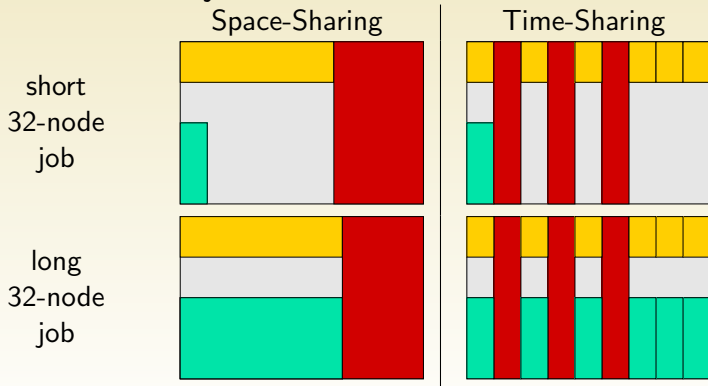 Space-Sharing
Time-Sharing
short
32-node
job
long
32-node
job